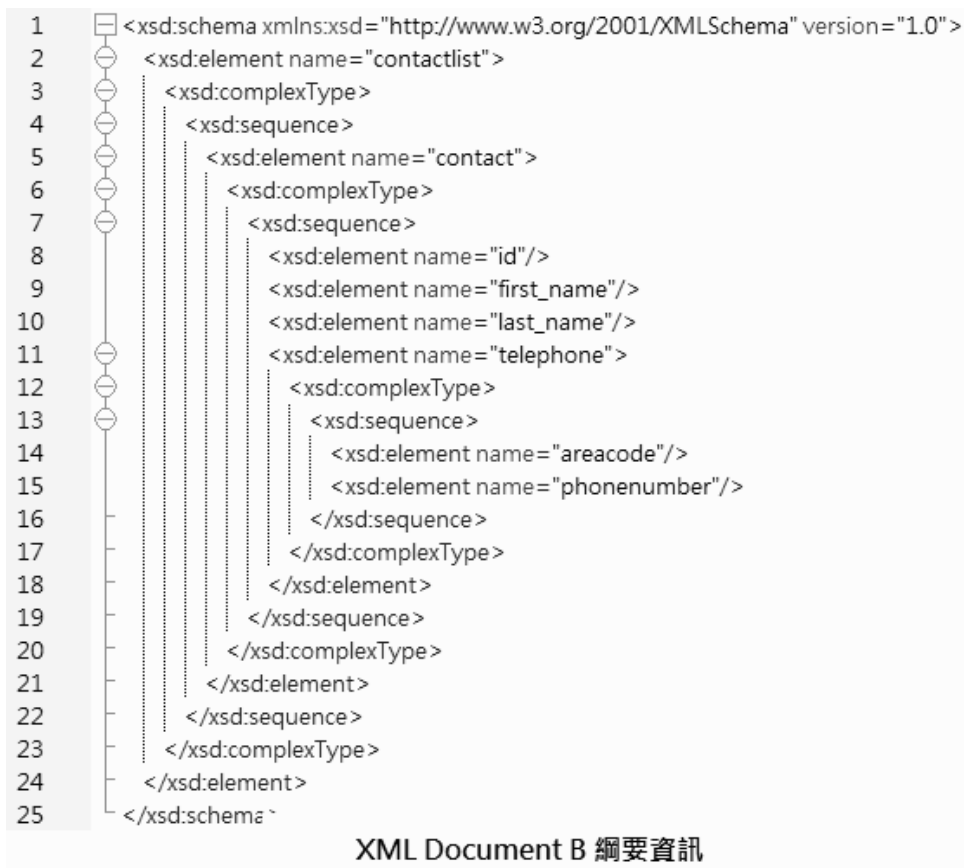 1 <xsd:schema xmlns:xsd="http://www.w3.org/2001/XMLSchema" version="1.0">
2 <xsd:element name="contactlist">
3 <xsd:complexType>
4 <xsd:sequence>
5 <xsd:element name="contact">
6 <xsd:complexType>
7 <xsd:sequence>
8 <xsd:element name="id"/>
9 <xsd:element name="first_name"/>
10 <xsd:element name="last_name"/>
11 <xsd:element name="telephone">
12 <xsd:complexType>
13 <xsd:sequence>
14 <xsd:element name="areacode"/>
15 <xsd:element name="phonenumber"/>
16 </xsd:sequence>
17 </xsd:complexType>
18 </xsd:element>
19 </xsd:sequence>
20 </xsd:complexType>
21 </xsd:element>
22 </xsd:sequence>
23 </xsd:complexType>
24 </xsd:element>
25 </xsd:schema`
XML Document B 綱要資訊